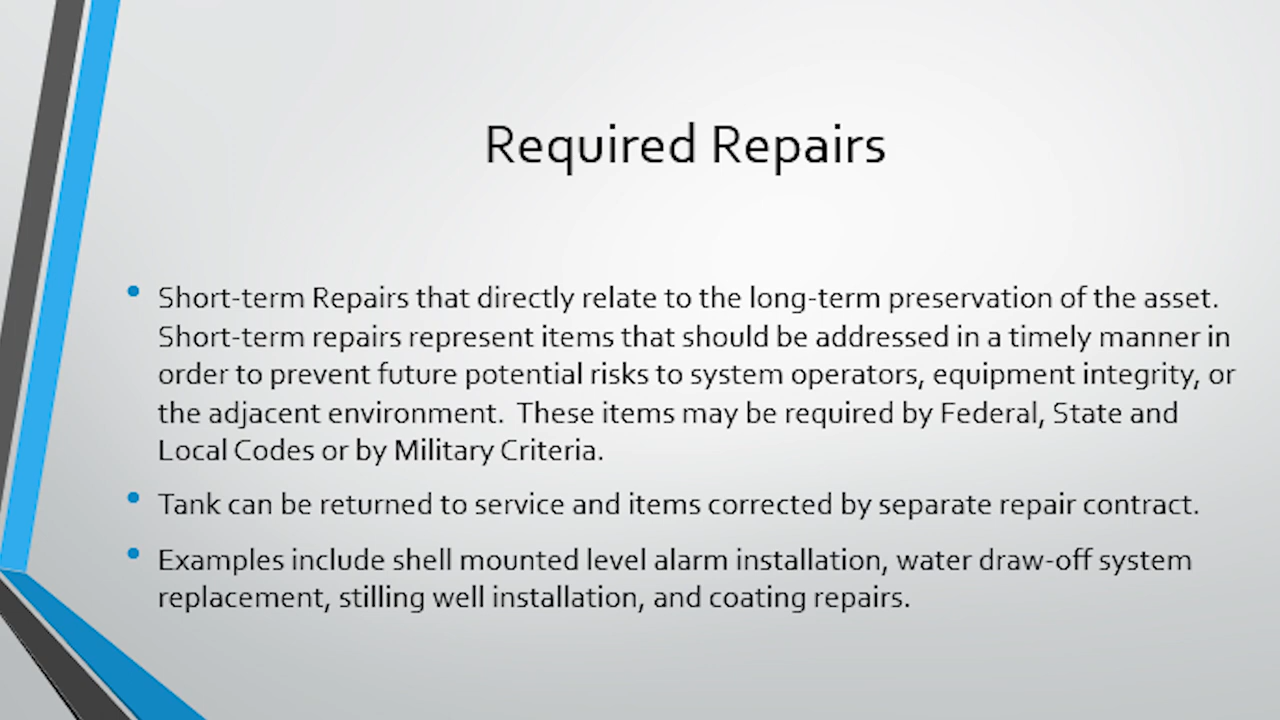 Required Repairs
• Short-term Repairs that directly relate to the long-term preservation of the asset.
Short-term repairs represent items that should be addressed in a timely manner in
order to prevent future potential risks to system operators, equipment integrity, or
the adjacent environment.  These items may be required by Federal, State and
Local Codes or by Military Criteria.
• Tank can be returned to service and items corrected by separate repair contract.
• Examples include shell mounted level alarm installation, water draw-off system
replacement, stilling well installation, and coating repairs.